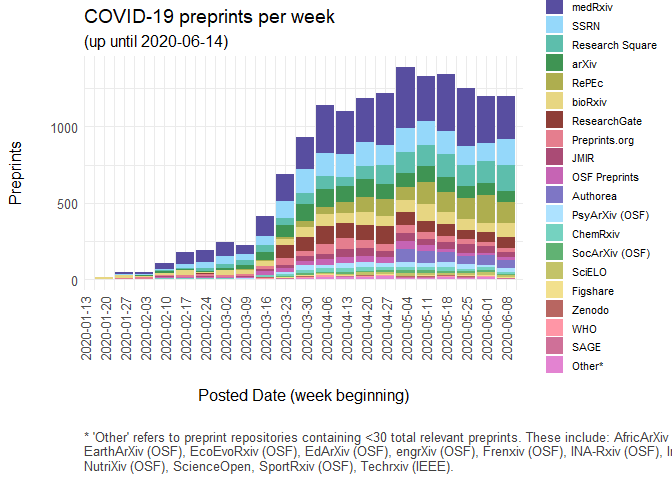 COVID-19 preprints per week
(up until 2020-06-14)
Preprints
1000
500
0
2020-01-13
2020-01-20
2020-01-27
2020-02-03
2020-02-10
2020-02-17
2020-02-24
2020-03-02
2020-03-09
2020-03-16
2020-03-23
2020-03-30
2020-04-06
2020-04-13
2020-04-20
2020-04-27
2020-05-04
2020-05-11
2020-05-18
2020-05-25
2020-06-01
2020-06-08
Posted Date (week beginning)
medRxiv
SSRN
Research Square
arXiv
RePEc
bioRxiv
ResearchGate
Preprints.org
JMIR
OSF Preprints
Authorea
PsyArXiv (OSF)
ChemRxiv
SocArXiv (OSF)
SciELO
Figshare
Zenodo
WHO
SAGE
Other*
* 'Other' refers to preprint repositories containing <30 total relevant preprints. These include: AfricArXiv
EarthArXiv (OSF), EcoEvoRxiv (OSF), EdArXiv (OSF), engrXiv (OSF), Frenxiv (OSF), INA-Rxiv (OSF),
NutriXiv (OSF), ScienceOpen, SportRxiv (OSF), Techrxiv (IEEE).